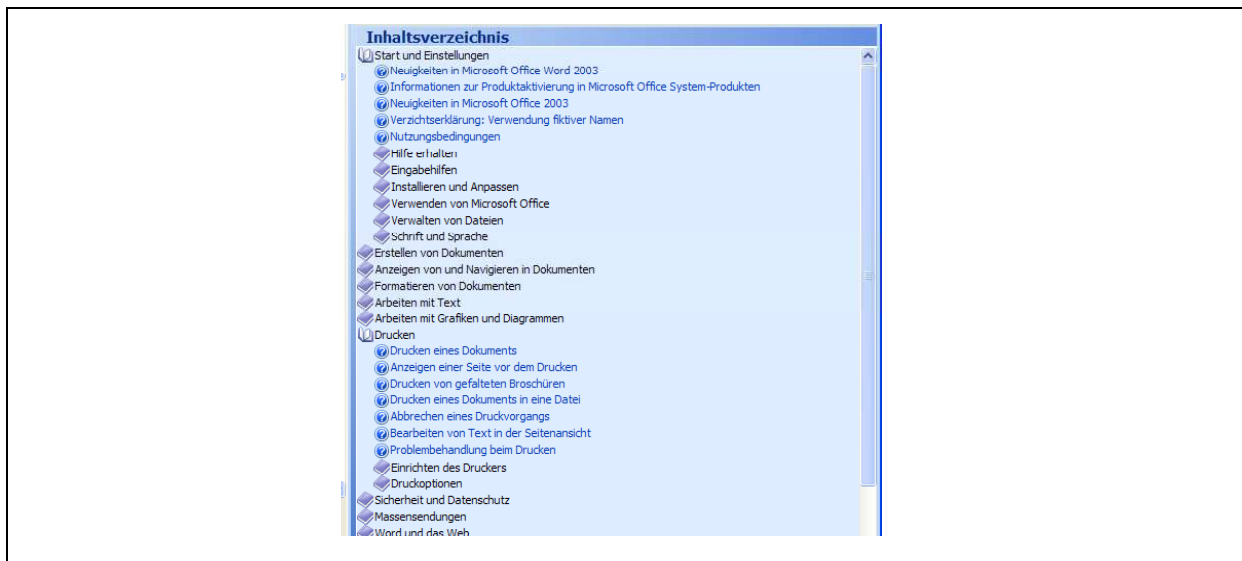 Inhaltsverzeichnis
Start und Einstellungen
Neuigkeiten in Microsoft Office Word 2003
Informationen zur Produktaktivierung in Microsoft Office System-Produkten
Neuigkeiten in Microsoft Office 2003
Verzichtserklärung: Verwendung fiktiver Namen
Nutzungsbedingungen
Hilfe erhalten
Eingabehilfen
Installieren und Anpassen
Verwenden von Microsoft Office
Verwalten von Dateien
Schrift und Sprache
Erstellen von Dokumenten
Anzeigen von und Navigieren in Dokumenten
Formatieren von Dokumenten
Arbeiten mit Text
Arbeiten mit Grafiken und Diagrammen
Drucken
Drucken eines Dokuments
Anzeigen einer Seite vor dem Drucken
Drucken von gefalteten Broschüren
Drucken eines Dokuments in eine Datei
Abbrechen eines Druckvorgangs
Bearbeiten von Text in der Seitenansicht
Problembehandlung beim Drucken
Einrichten des Druckers
Druckoptionen
Sicherheit und Datenschutz
Massensendungen
Word und das Web